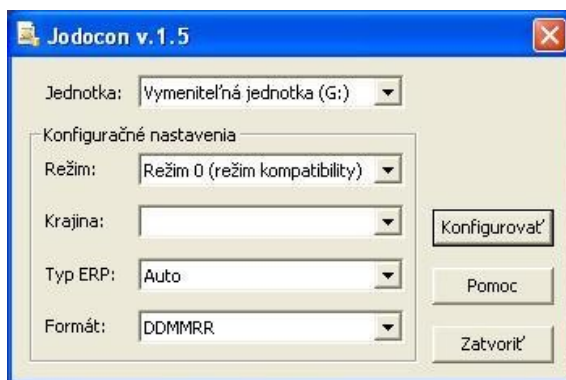 Jodocon v.1.5
Jednotka: Vymeniteľná jednotka (G:)
Konfiguračné nastavenia
Režim: Režim 0 (režim kompatibility)
Krajina:
Konfigurovať
Typ ERP: Auto
Pomoc
Formát: DDMMRR
Zatvoriť